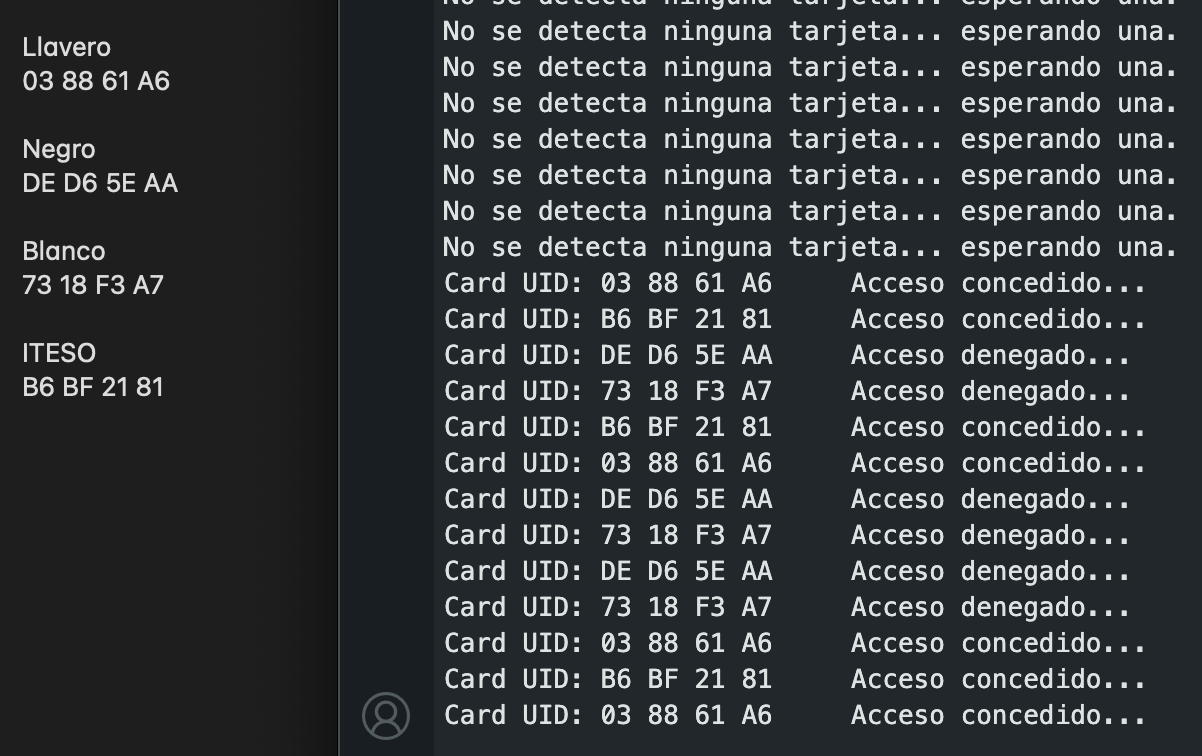 Llavero
03 88 61 A6
Negro
DE D6 5E AA
Blanco
73 18 F3 A7
ITESO
B6 BF 21 81
No se detecta ninguna tarjeta... esperando una.
No se detecta ninguna tarjeta... esperando una.
No se detecta ninguna tarjeta... esperando una.
No se detecta ninguna tarjeta... esperando una.
No se detecta ninguna tarjeta... esperando una.
No se detecta ninguna tarjeta... esperando una.
No se detecta ninguna tarjeta... esperando una.
No se detecta ninguna tarjeta... esperando una.
Card UID: 03 88 61 A6 Acceso concedido...
Card UID: B6 BF 21 81 Acceso concedido...
Card UID: DE D6 5E AA Acceso denegado...
Card UID: 73 18 F3 A7 Acceso denegado...
Card UID: B6 BF 21 81 Acceso concedido...
Card UID: 03 88 61 A6 Acceso concedido...
Card UID: DE D6 5E AA Acceso denegado...
Card UID: 73 18 F3 A7 Acceso denegado...
Card UID: DE D6 5E AA Acceso denegado...
Card UID: 73 18 F3 A7 Acceso denegado...
Card UID: 03 88 61 A6 Acceso concedido...
Card UID: B6 BF 21 81 Acceso concedido...
Card UID: 03 88 61 A6 Acceso concedido...